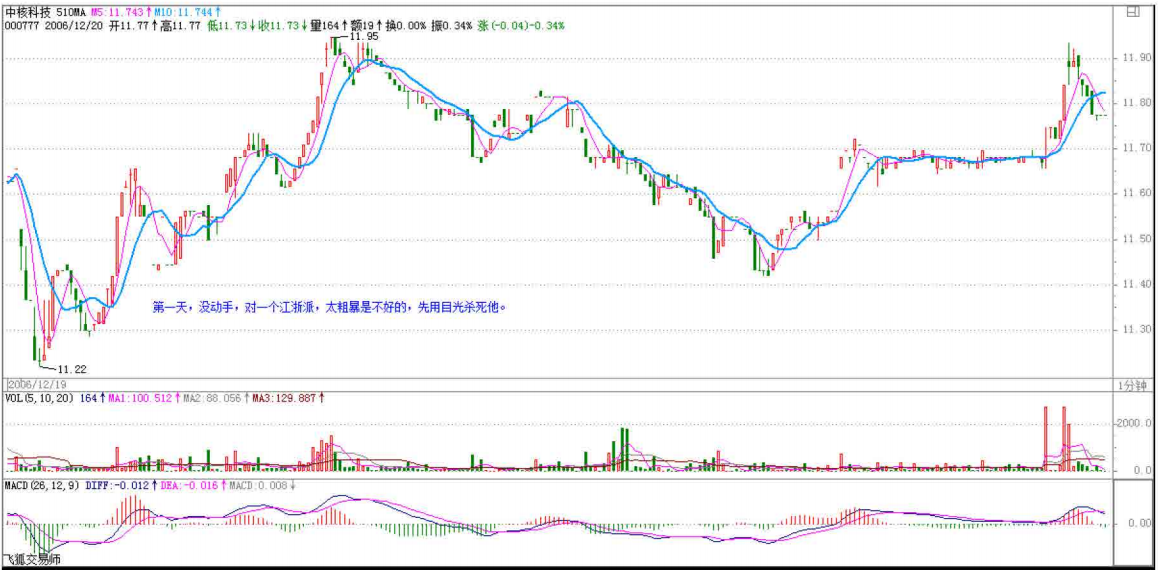 中核科技 510MA M5:11.743↑M10:11.744↑
000777 2006/12/20 开11.77↑高11.77 低11.73↓收11.73↓量164↑额19↑换0.00% 振0.34% 涨(-0.04)-0.34%
11.95
11.90
11.80
11.70
11.60
11.50
11.40
第一天，没动手，对一个江浙派，太粗暴是不好的，先用目光杀死他。
11.30
11.22
2006/12/19 1分钟
VOL(5,10,20) 164↑MA1:100.512↑MA2:88.056↑MA3:129.887↑
2000.0
0.0
MACD(26,12,9) DIFF:-0.012↑DEA:-0.016↑MACD:0.008↓
0.00
飞狐交易师